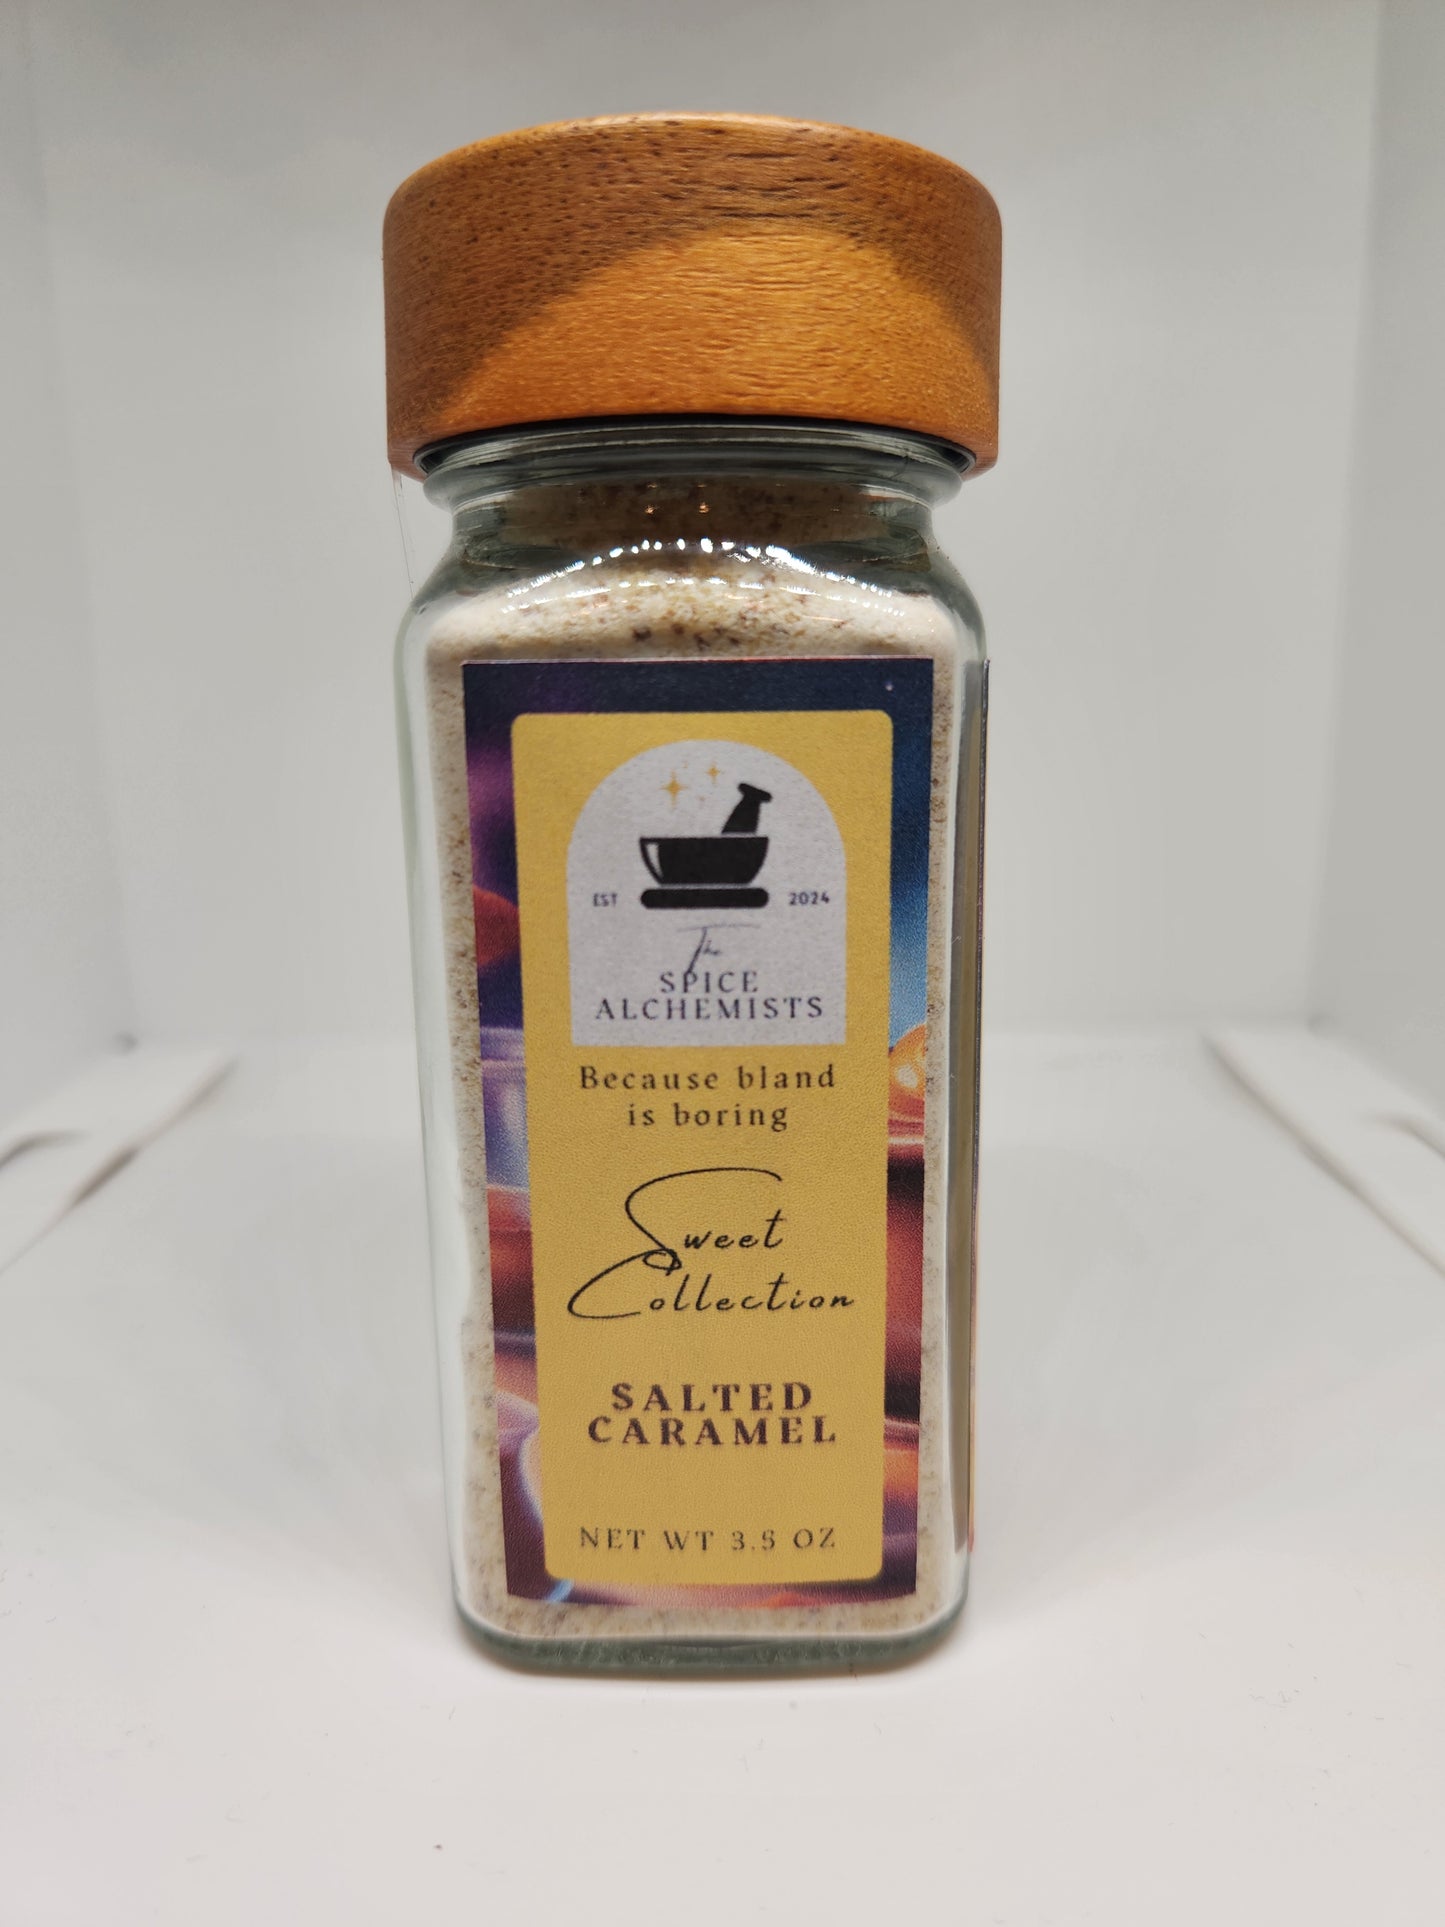 EST 2024
The
SPICE
ALCHEMISTS
Because bland
is boring
Sweet
Collection
SALTED
CARAMEL
NET WT 3.5 OZ